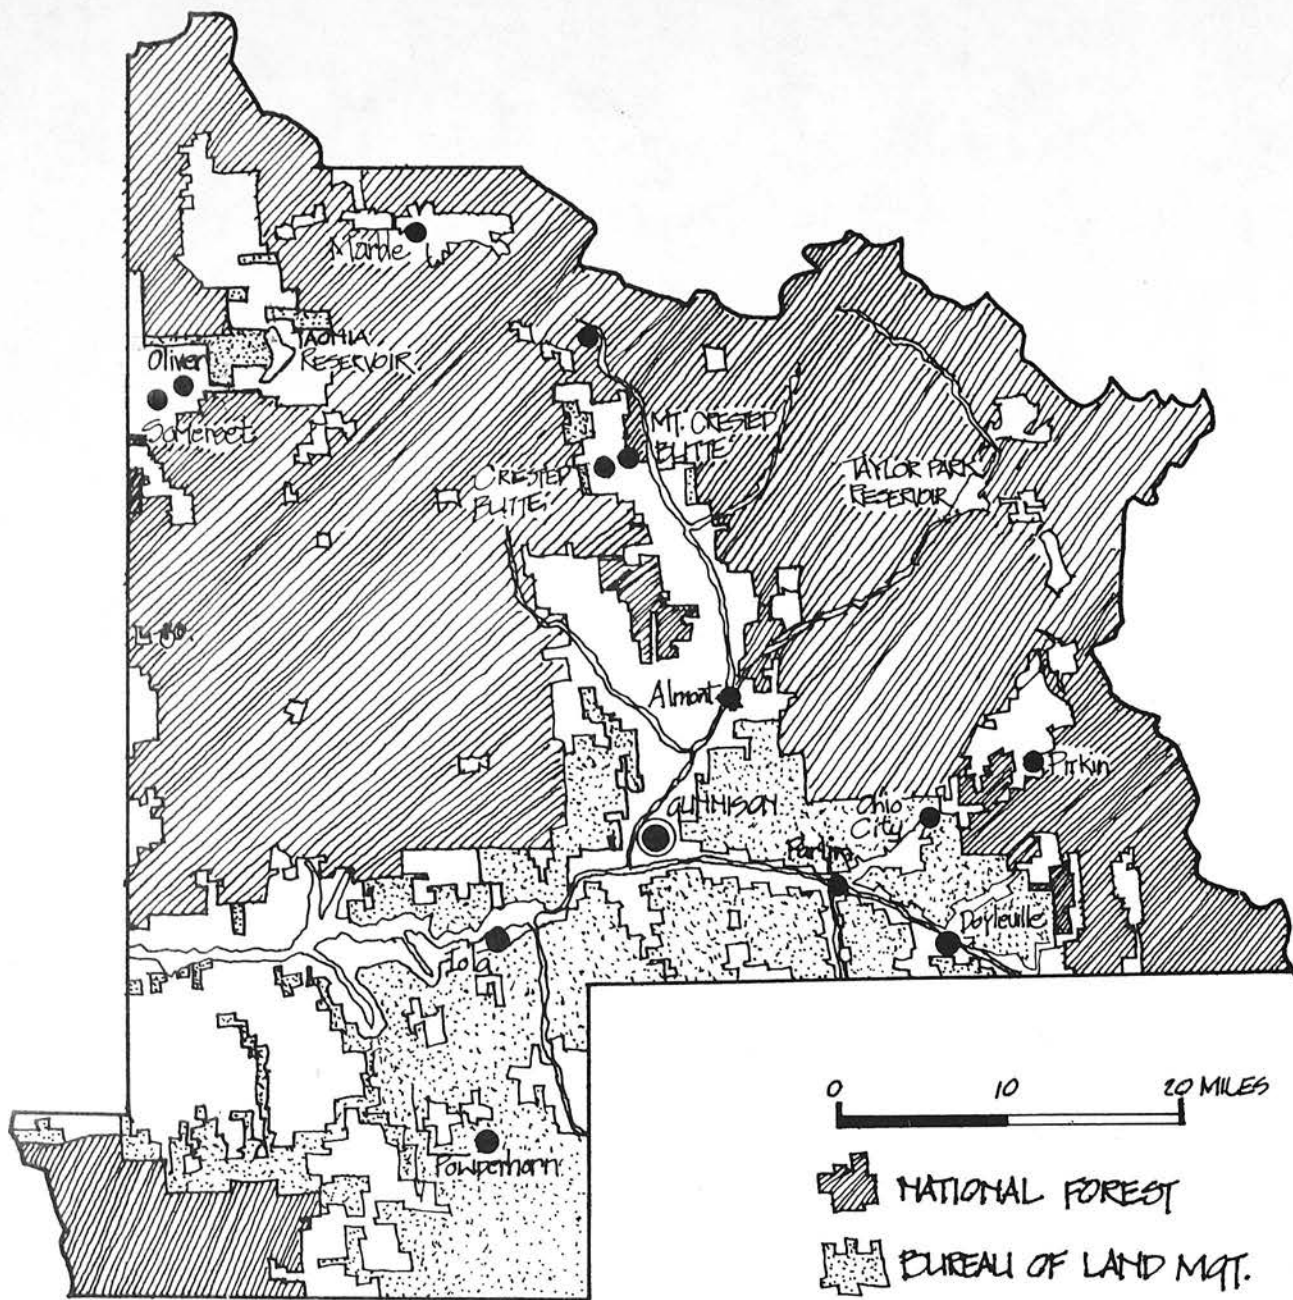 Marble
PAONIA
RESERVOIR
Oliver
Somerset
MT. CRESTED
BUTTE
CRESTED
BUTTE
TAYLOR PARK
RESERVOIR
Almont
Pitkin
GUNNISON
Ohio
City
Parlin
Doyleville
Iola
0 10 20 MILES
Powderhorn
NATIONAL FOREST
BUREAU OF LAND MGT.